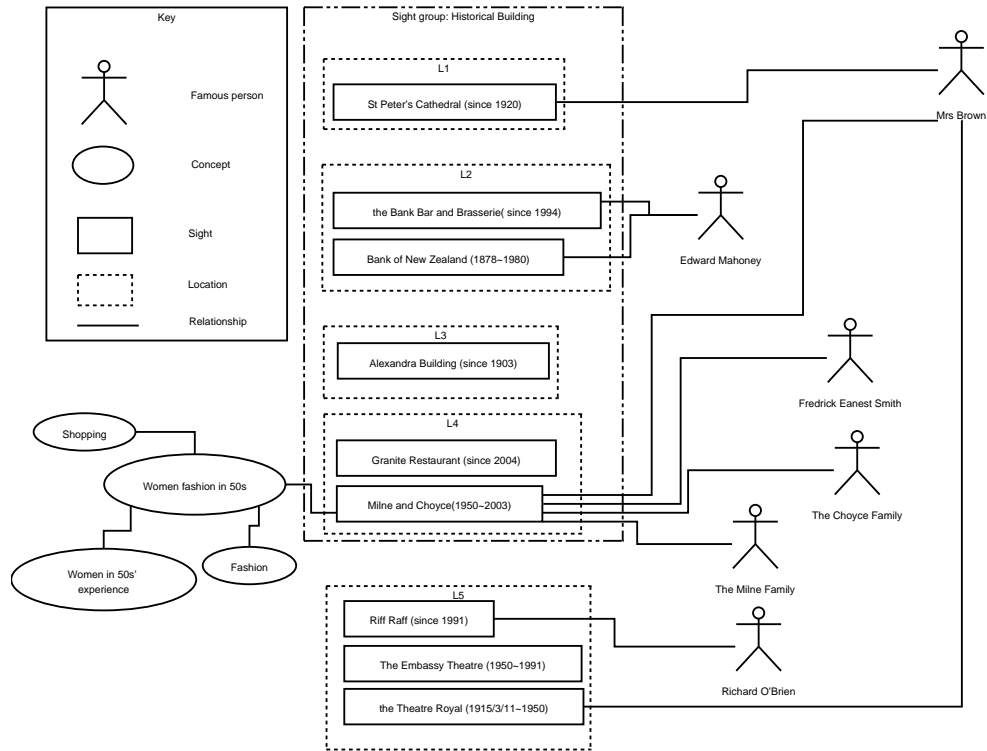 Key
Famous person
Concept
Sight
Location
Relationship
Sight group: Historical Building
L1
St Peter's Cathedral (since 1920)
L2
the Bank Bar and Brasserie( since 1994)
Bank of New Zealand (1878~1980)
L3
Alexandra Building (since 1903)
L4
Granite Restaurant (since 2004)
Milne and Choyce(1950~2003)
L5
Riff Raff (since 1991)
The Embassy Theatre (1950~1991)
the Theatre Royal (1915/3/11~1950)
Shopping
Women fashion in 50s
Women in 50s'
experience
Fashion
Mrs Brown
Edward Mahoney
Fredrick Eanest Smith
The Choyce Family
The Milne Family
Richard O'Brien